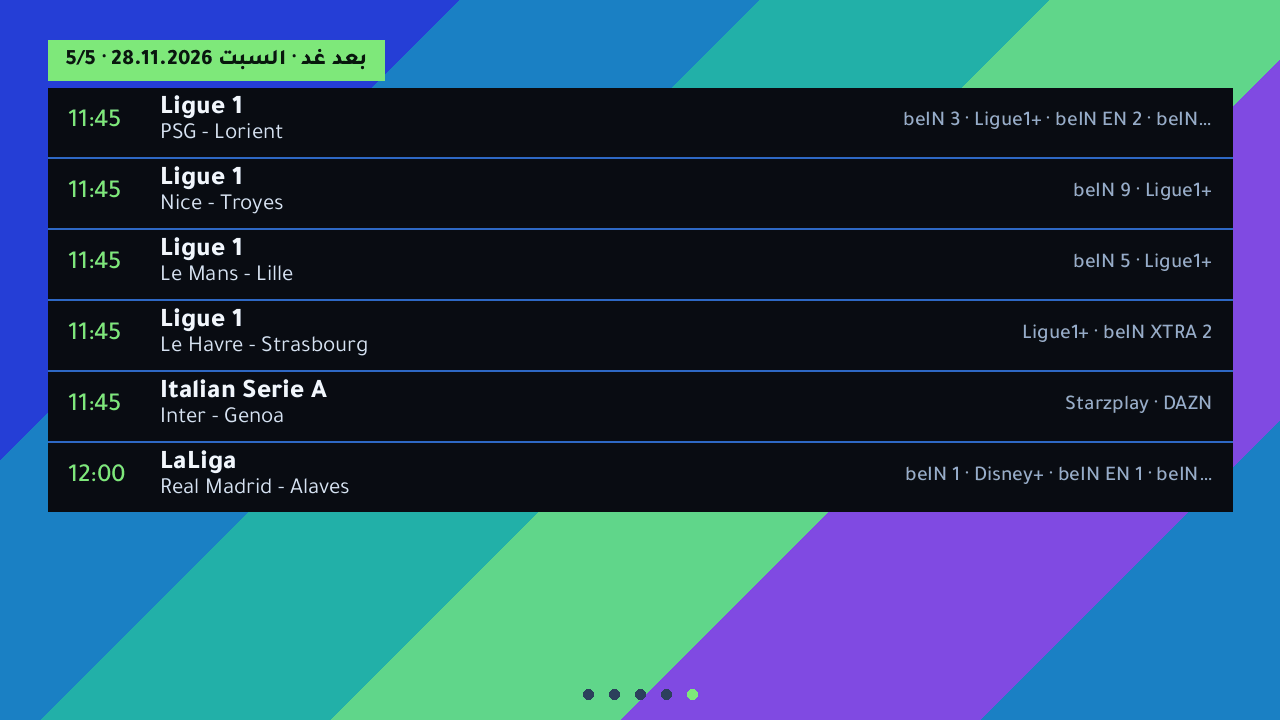 بعد غد · السبت 28.11.2026 · 5/5
11:45 Ligue 1 beIN 3 · Ligue1+ · beIN EN 2 · beIN…
PSG - Lorient
11:45 Ligue 1 beIN 9 · Ligue1+
Nice - Troyes
11:45 Ligue 1 beIN 5 · Ligue1+
Le Mans - Lille
11:45 Ligue 1 Ligue1+ · beIN XTRA 2
Le Havre - Strasbourg
11:45 Italian Serie A Starzplay · DAZN
Inter - Genoa
12:00 LaLiga beIN 1 · Disney+ · beIN EN 1 · beIN…
Real Madrid - Alaves